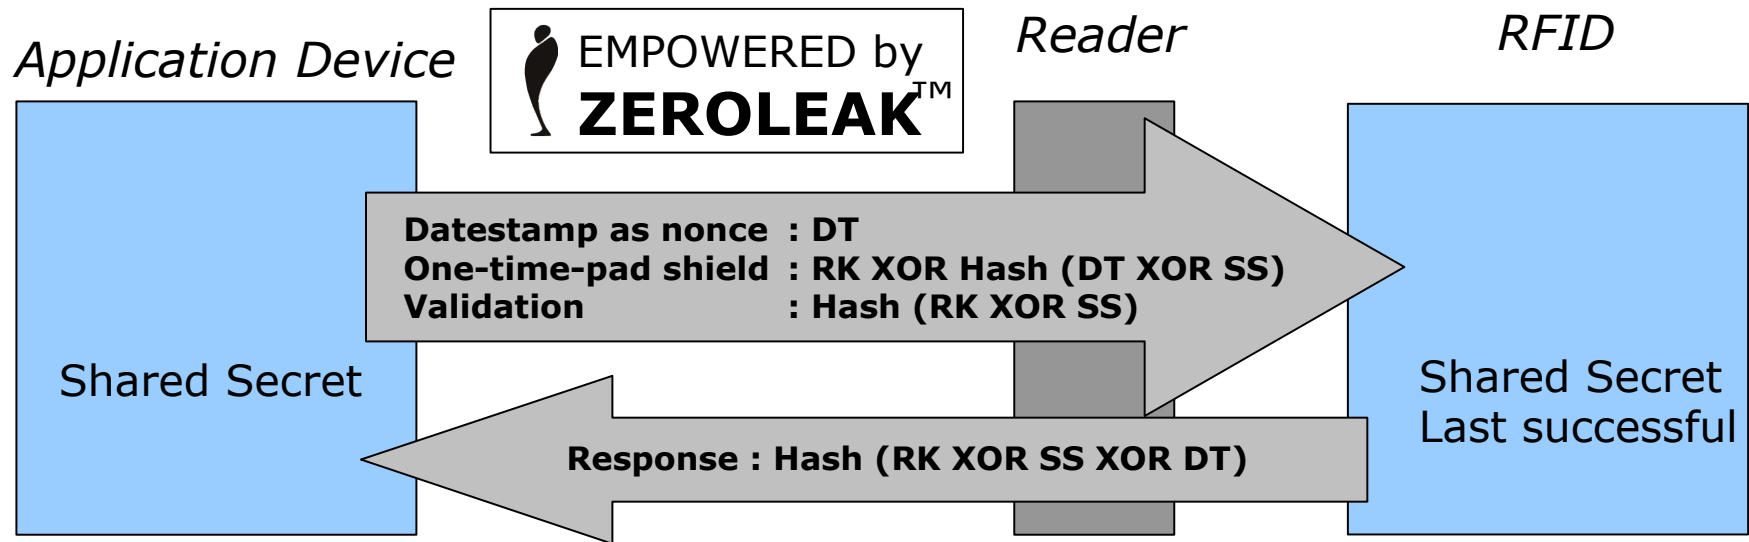 Application Device
EMPOWERED by
ZEROLEAK™
Reader
RFID
Datestamp as nonce : DT
One-time-pad shield : RK XOR Hash (DT XOR SS)
Validation : Hash (RK XOR SS)
Shared Secret
Shared Secret
Last successful
Response : Hash (RK XOR SS XOR DT)